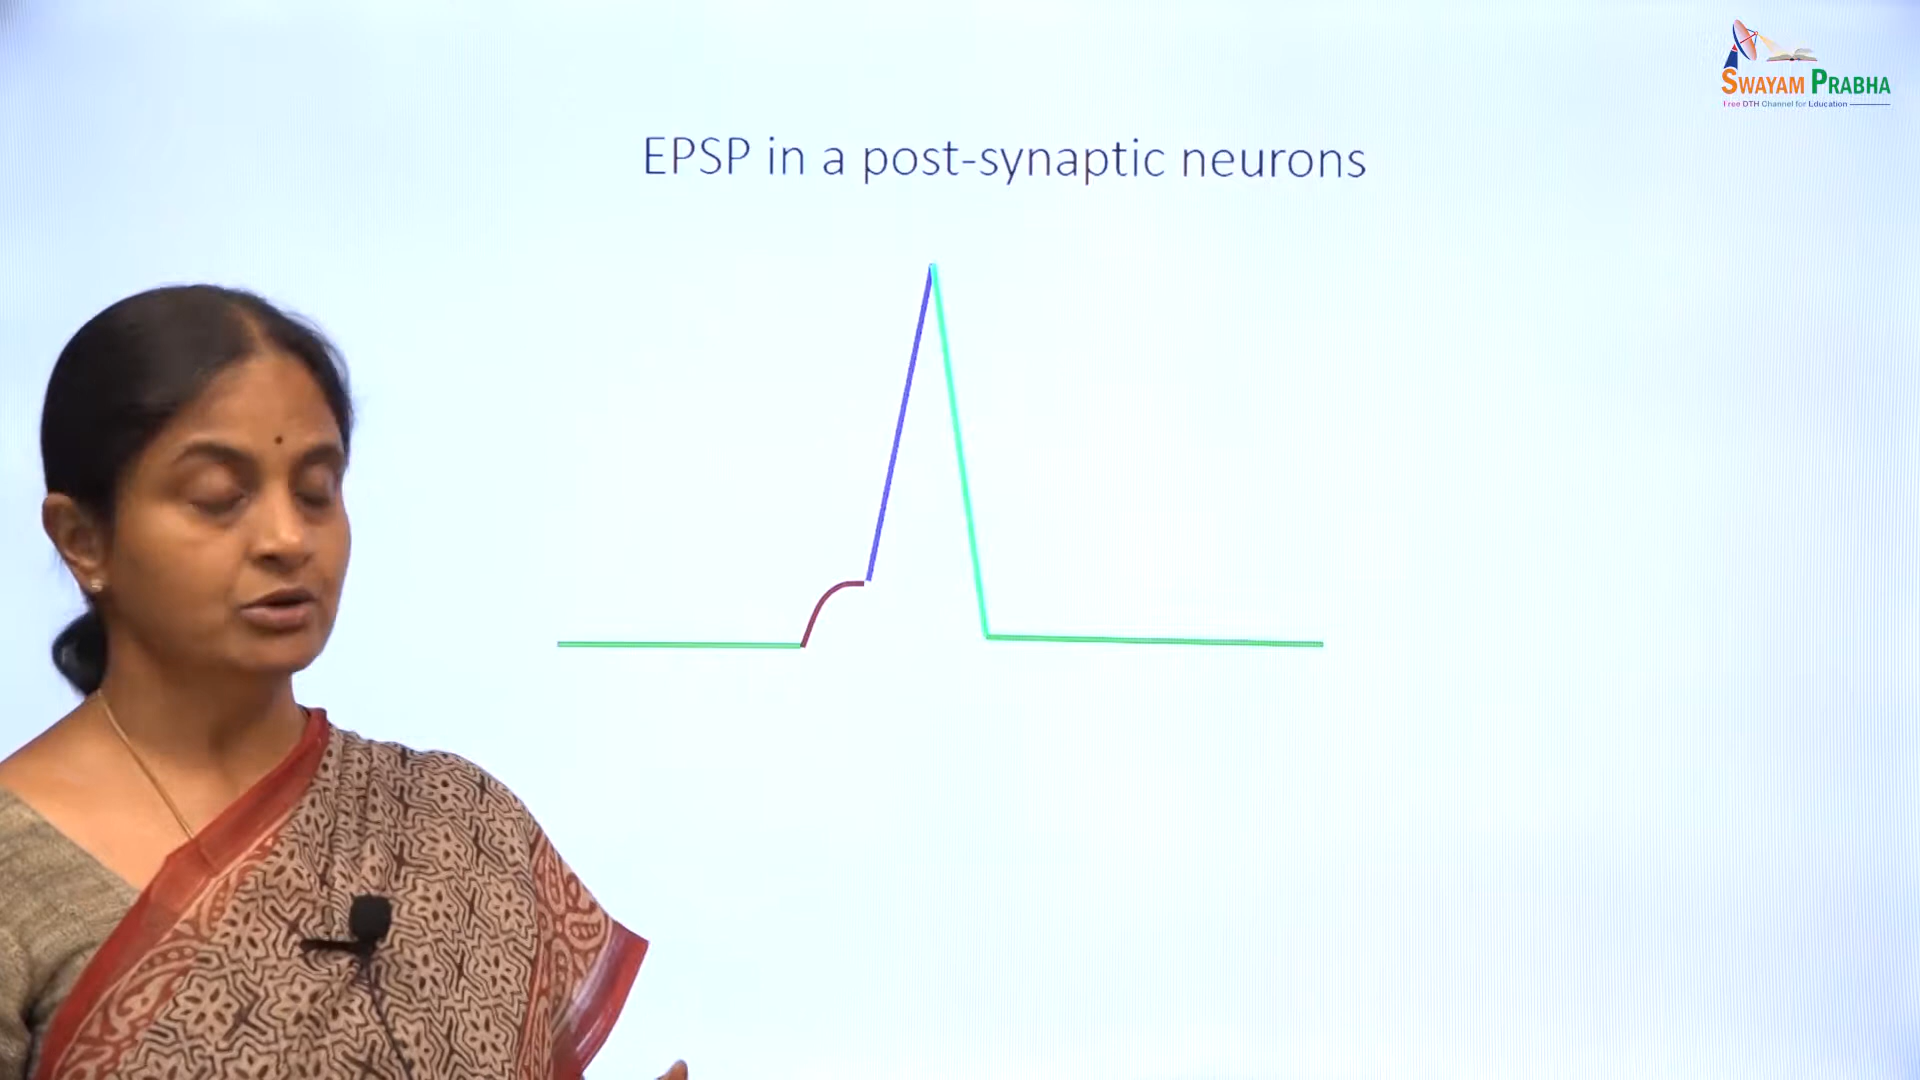 SWAYAM PRABHA
Free DTH Channel for Education
EPSP in a post-synaptic neurons